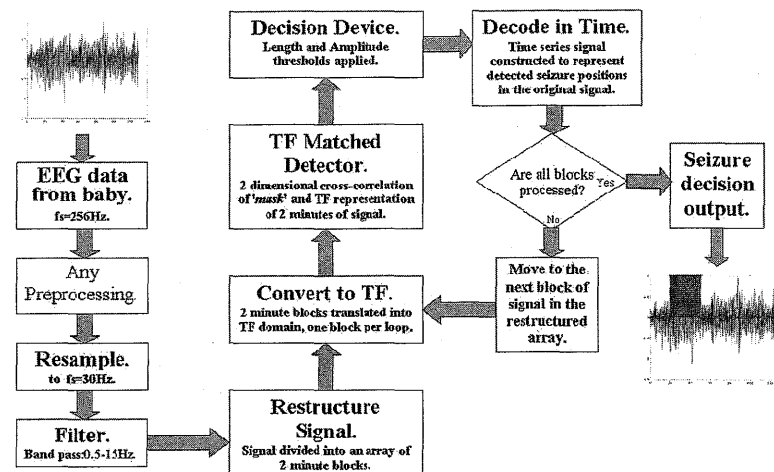 EEG data
from baby.
fs=256Hz.
Any
Preprocessing.
Resample.
to fs=30Hz.
Filter.
Band pass:0.5-15Hz.
Restructure
Signal.
Signal divided into an array of
2 minute blocks.
Convert to TF.
2 minute blocks translated into
TF domain, one block per loop.
TF Matched
Detector.
2 dimensional cross-correlation
of 'mask' and TF representation
of 2 minutes of signal.
Decision Device.
Length and Amplitude
thresholds applied.
Decode in Time.
Time series signal
constructed to represent
detected seizure positions
in the original signal.
Are all blocks
processed?
Yes
No
Move to the
next block of
signal in the
restructured
array.
Seizure
decision
output.